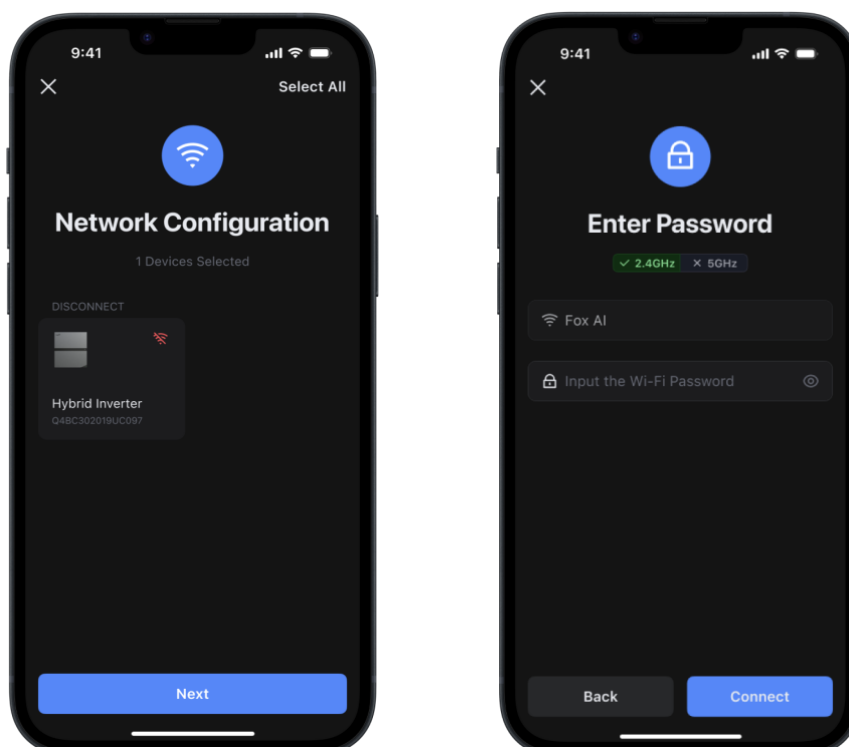 9:41
Select All
Network Configuration
1 Devices Selected
DISCONNECT
Hybrid Inverter
Q4BC302019UC097
Next
9:41
Enter Password
2.4GHz 5GHz
Fox AI
Input the Wi-Fi Password
Back Connect